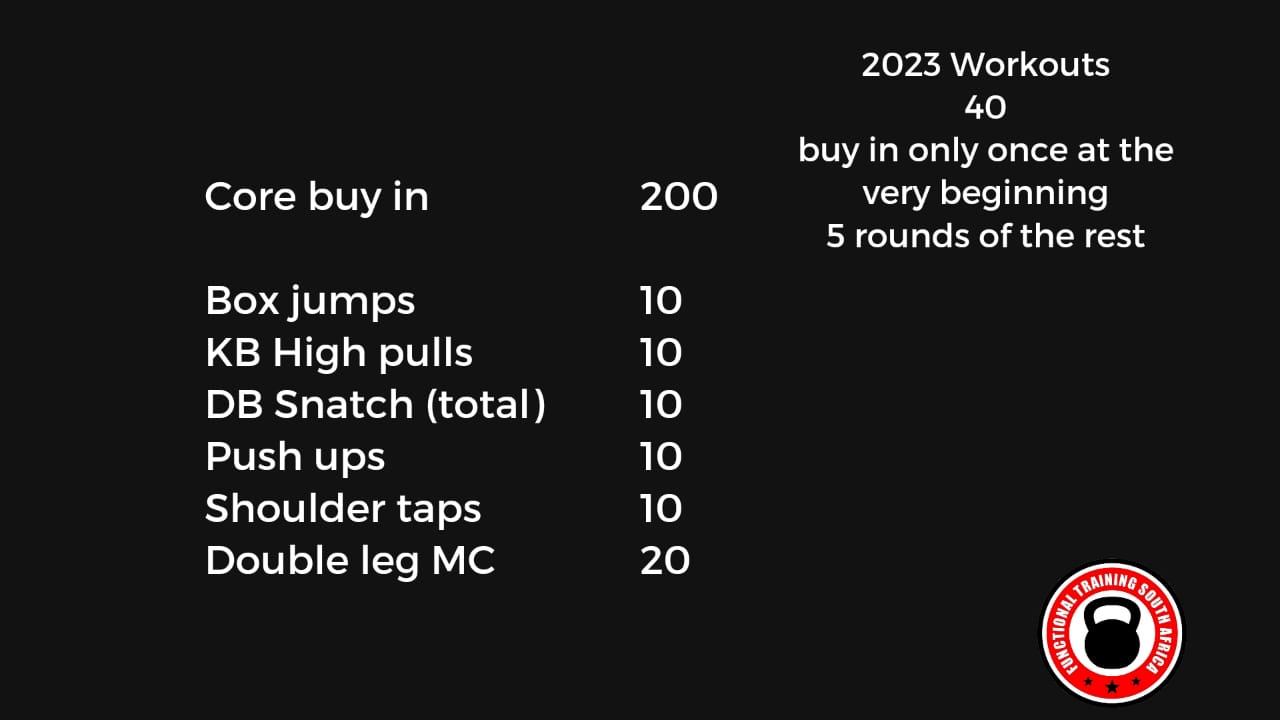 2023 Workouts
40
buy in only once at the
very beginning
5 rounds of the rest
Core buy in 200
Box jumps 10
KB High pulls 10
DB Snatch (total) 10
Push ups 10
Shoulder taps 10
Double leg MC 20
FUNCTIONAL TRAINING SOUTH AFRICA